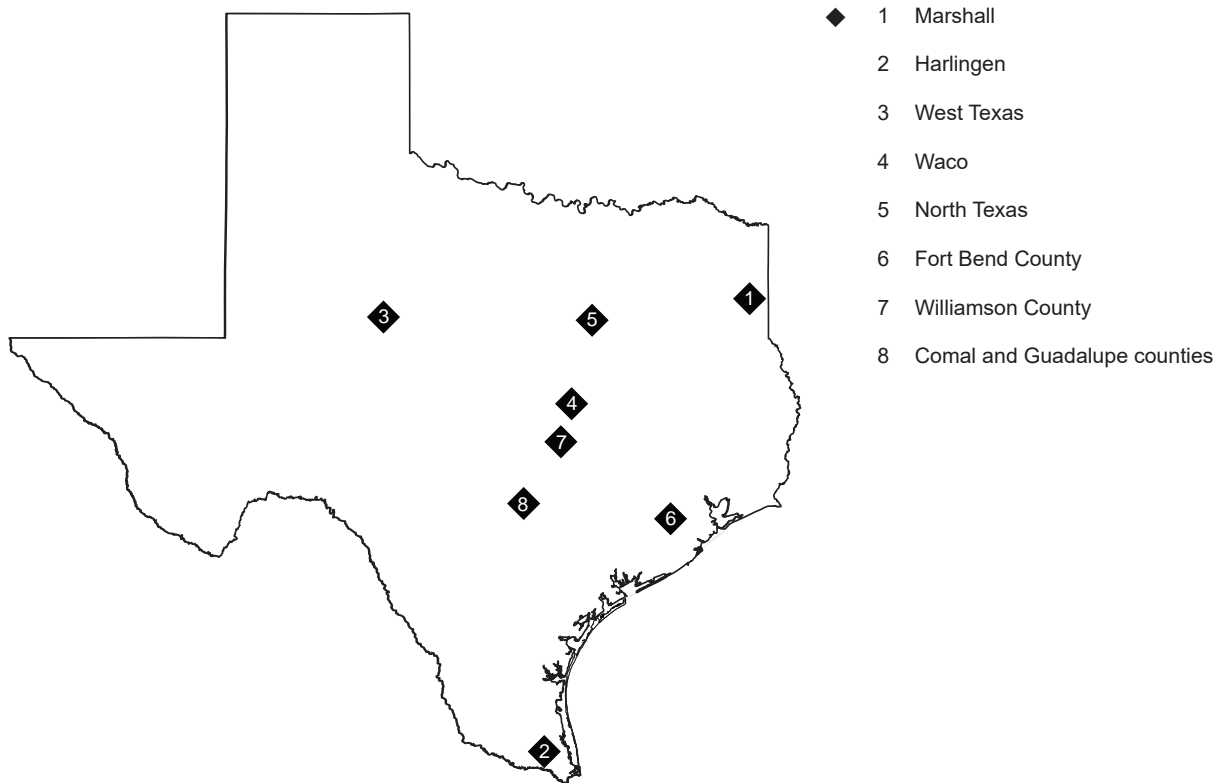 1 Marshall
2 Harlingen
3 West Texas
4 Waco
5 North Texas
6 Fort Bend County
7 Williamson County
8 Comal and Guadalupe counties
1
3
5
4
7
8
6
2